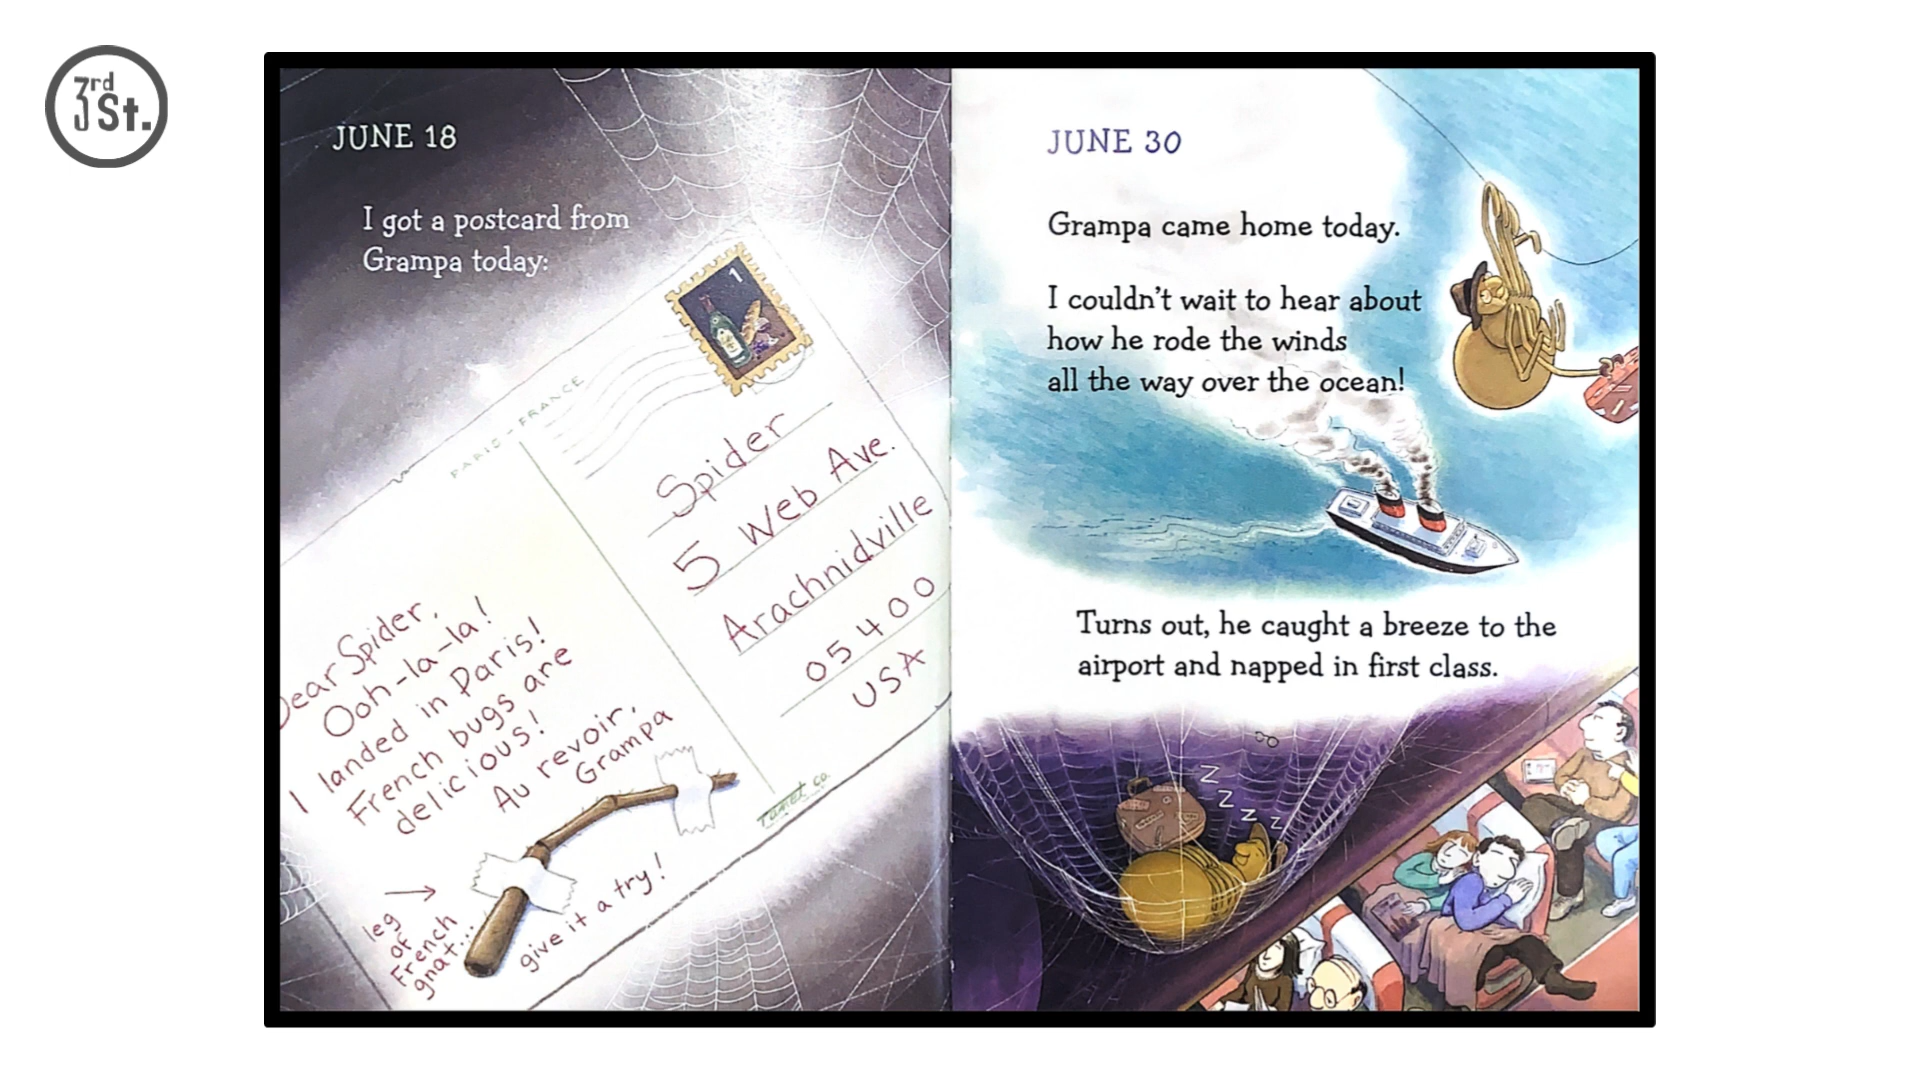 3rd
St.
JUNE 18
I got a postcard from
Grampa today:
1
PARIS - FRANCE
Spider
5 Web Ave.
Arachnidville
05400
USA
Dear Spider,
Ooh-la-la!
I landed in Paris!
French bugs are
delicious!
Au revoir,
Grampa
leg
of
French
gnat...
give it a try!
JUNE 30
Grampa came home today.
I couldn't wait to hear about
how he rode the winds
all the way over the ocean!
Turns out, he caught a breeze to the
airport and napped in first class.
Z
Z
Z
Z